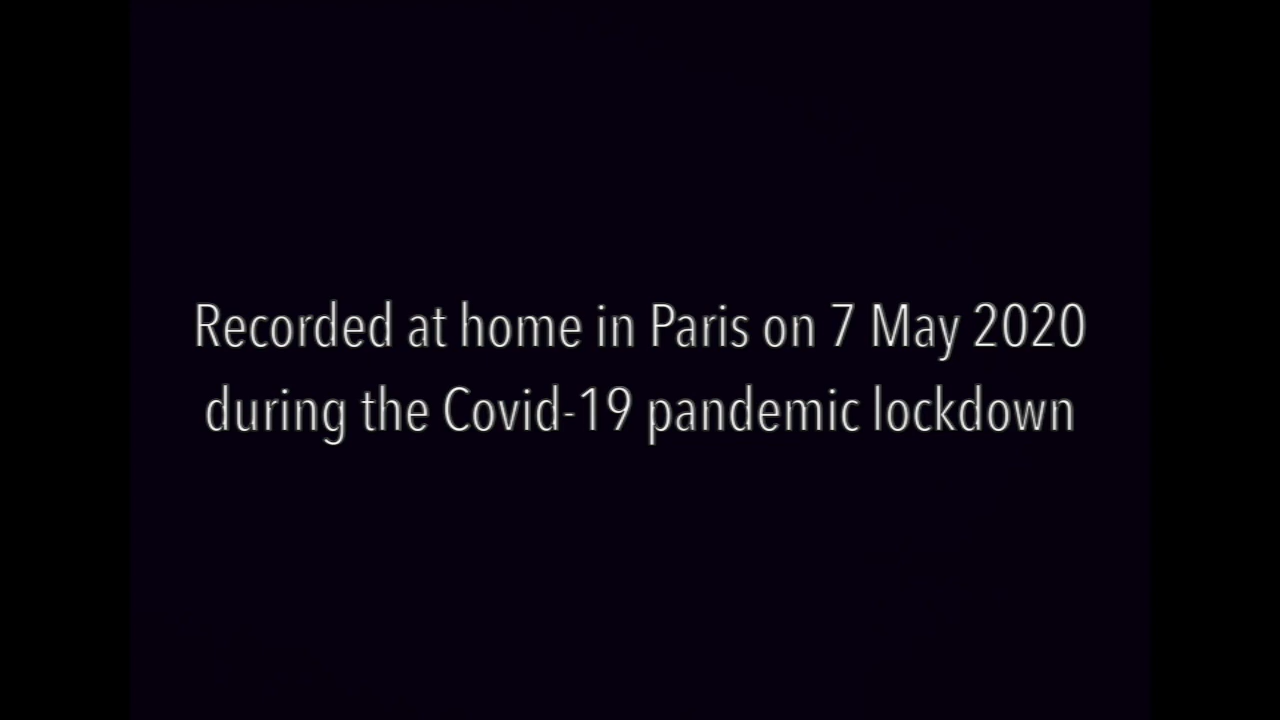 Recorded at home in Paris on 7 May 2020
during the Covid-19 pandemic lockdown